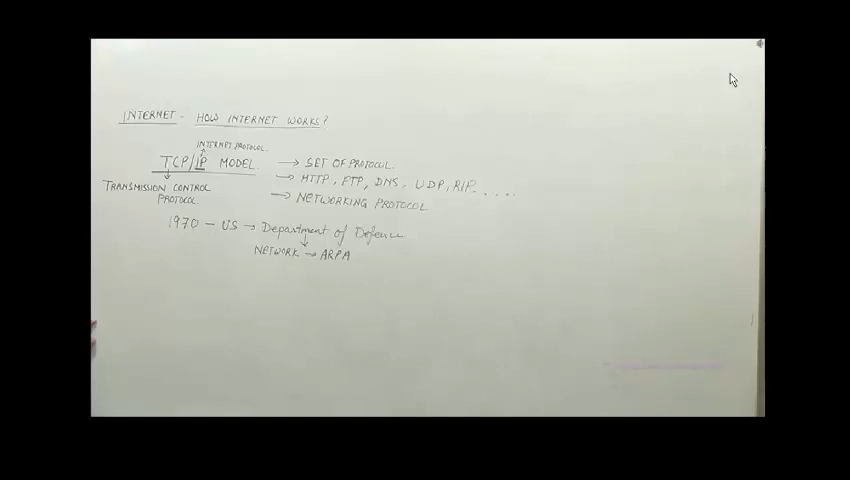 INTERNET - HOW INTERNET WORKS?
INTERNET PROTOCOL.
TCP/IP MODEL. → SET OF PROTOCOL.
→ HTTP, FTP, DNS, UDP, RIP. . . . .
TRANSMISSION CONTROL
PROTOCOL.
→ NETWORKING PROTOCOL
1970 - US → Department of Defence
NETWORK → ARPA